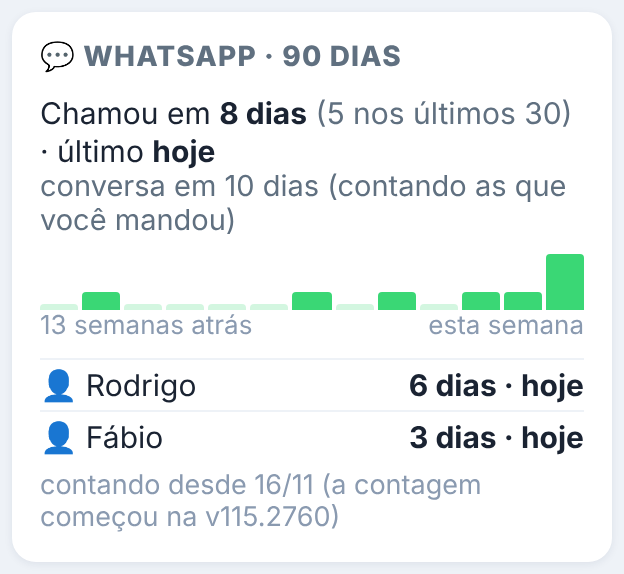 💬 WHATSAPP · 90 DIAS
Chamou em 8 dias (5 nos últimos 30)
· último hoje
conversa em 10 dias (contando as que
você mandou)
13 semanas atrás esta semana
👤 Rodrigo 6 dias · hoje
👤 Fábio 3 dias · hoje
contando desde 16/11 (a contagem
começou na v115.2760)